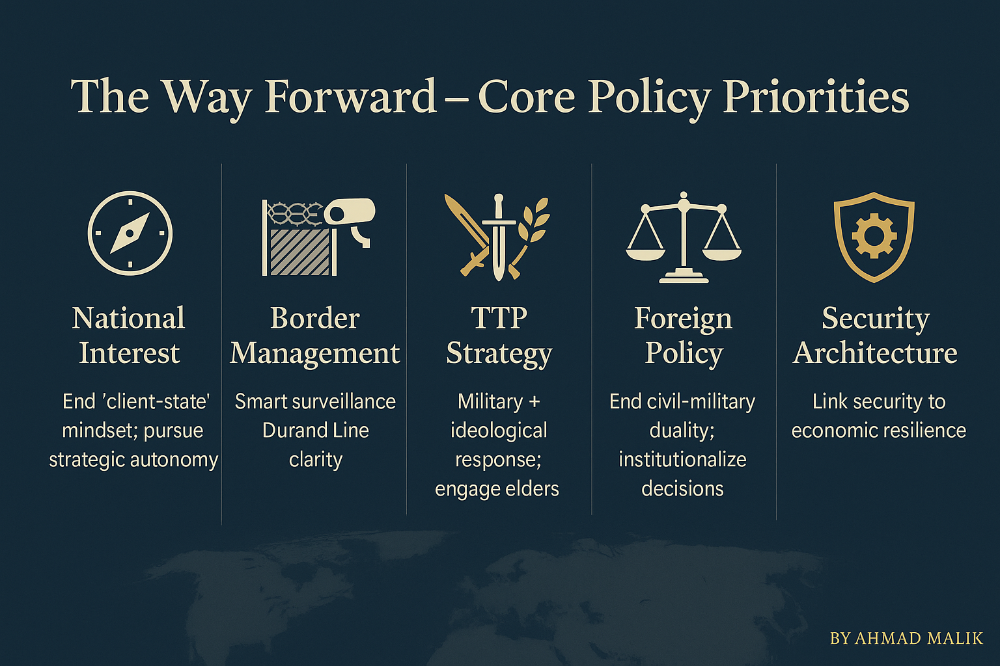 The Way Forward – Core Policy Priorities
National
Interest
End ’client-state'
mindset; pursue
strategic autonomy
Border
Management
Smart surveillance
Durand Line
clarity
TTP
Strategy
Military +
ideological
response;
engage elders
Foreign
Policy
End civil-military
duality;
institutionalize
decisions
Security
Architecture
Link security to
economic resilience
BY AHMAD MALIK